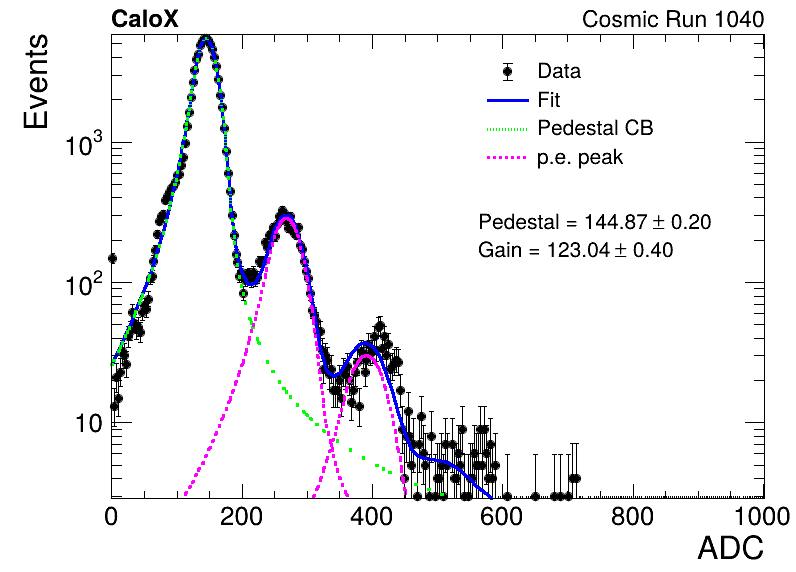 CaloX Cosmic Run 1040
Events
Data
Fit
Pedestal CB
p.e. peak
Pedestal = 144.87 ± 0.20
Gain = 123.04 ± 0.40
10³
10²
10
0 200 400 600 800 1000
ADC